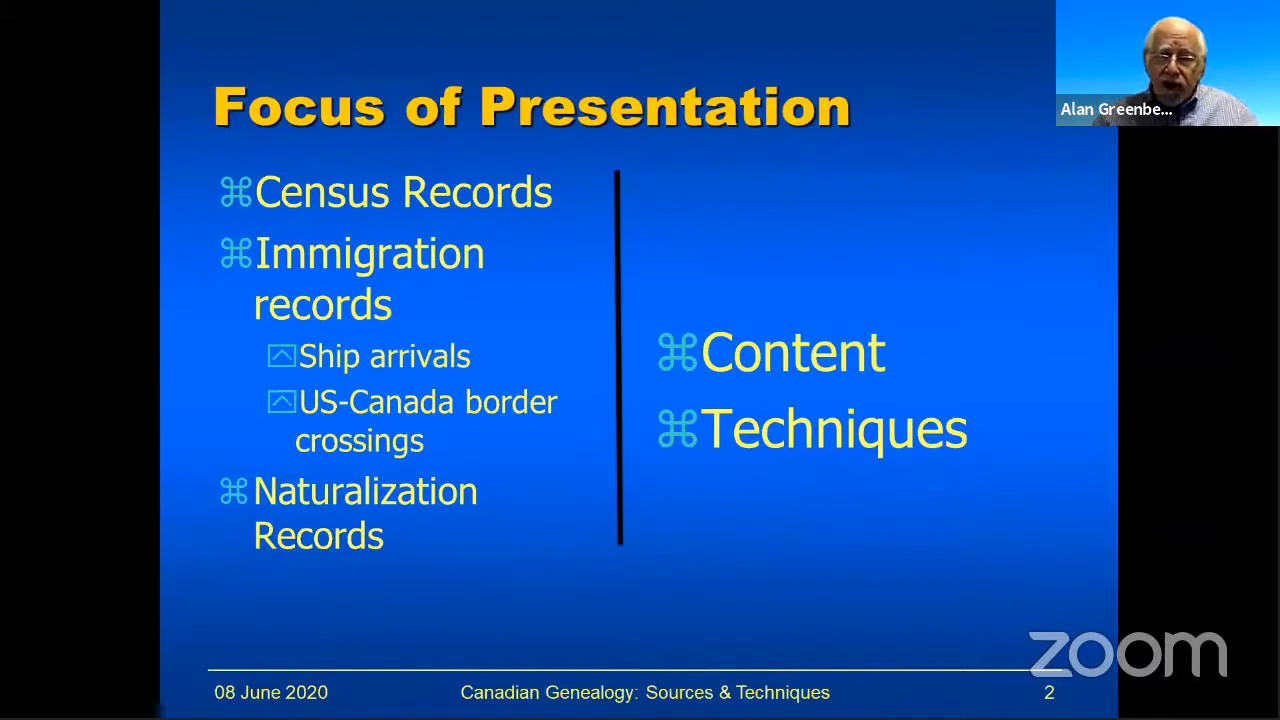 Focus of Presentation
Census Records
Immigration
records
Ship arrivals
US-Canada border
crossings
Naturalization
Records
Content
Techniques
Alan Greenbe...
zoom
08 June 2020
Canadian Genealogy: Sources & Techniques
2